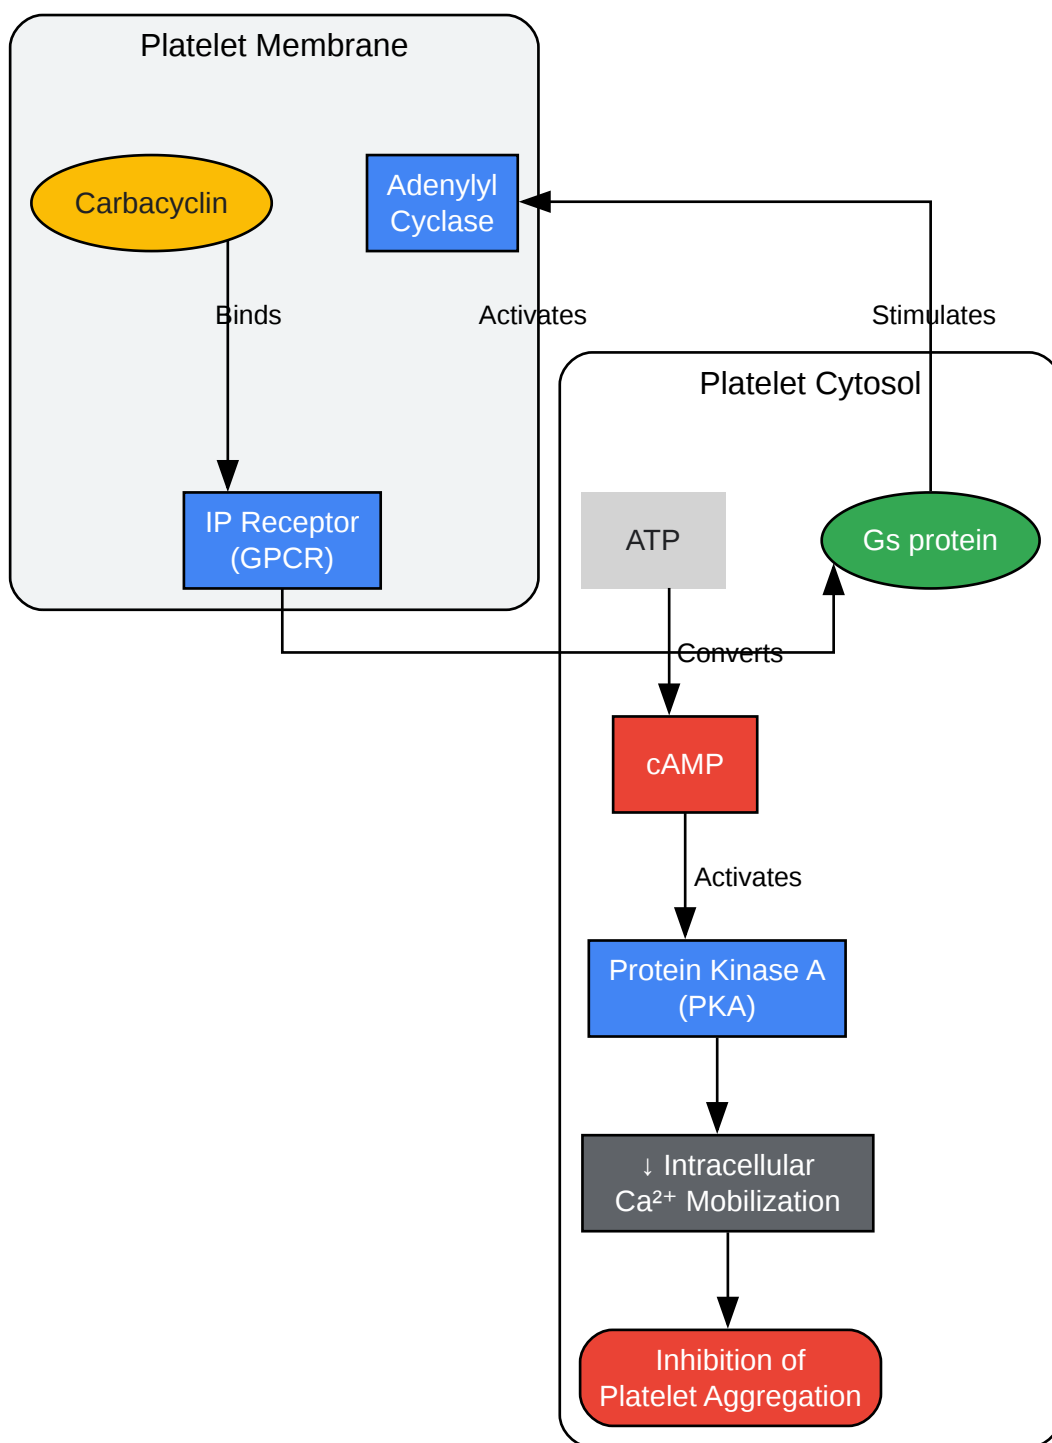 Platelet Membrane
Carbacyclin
Adenylyl
Cyclase
Binds
Activates
Stimulates
Platelet Cytosol
IP Receptor
(GPCR)
ATP
Gs protein
Converts
cAMP
Activates
Protein Kinase A
(PKA)
↓ Intracellular
Ca²⁺ Mobilization
Inhibition of
Platelet Aggregation